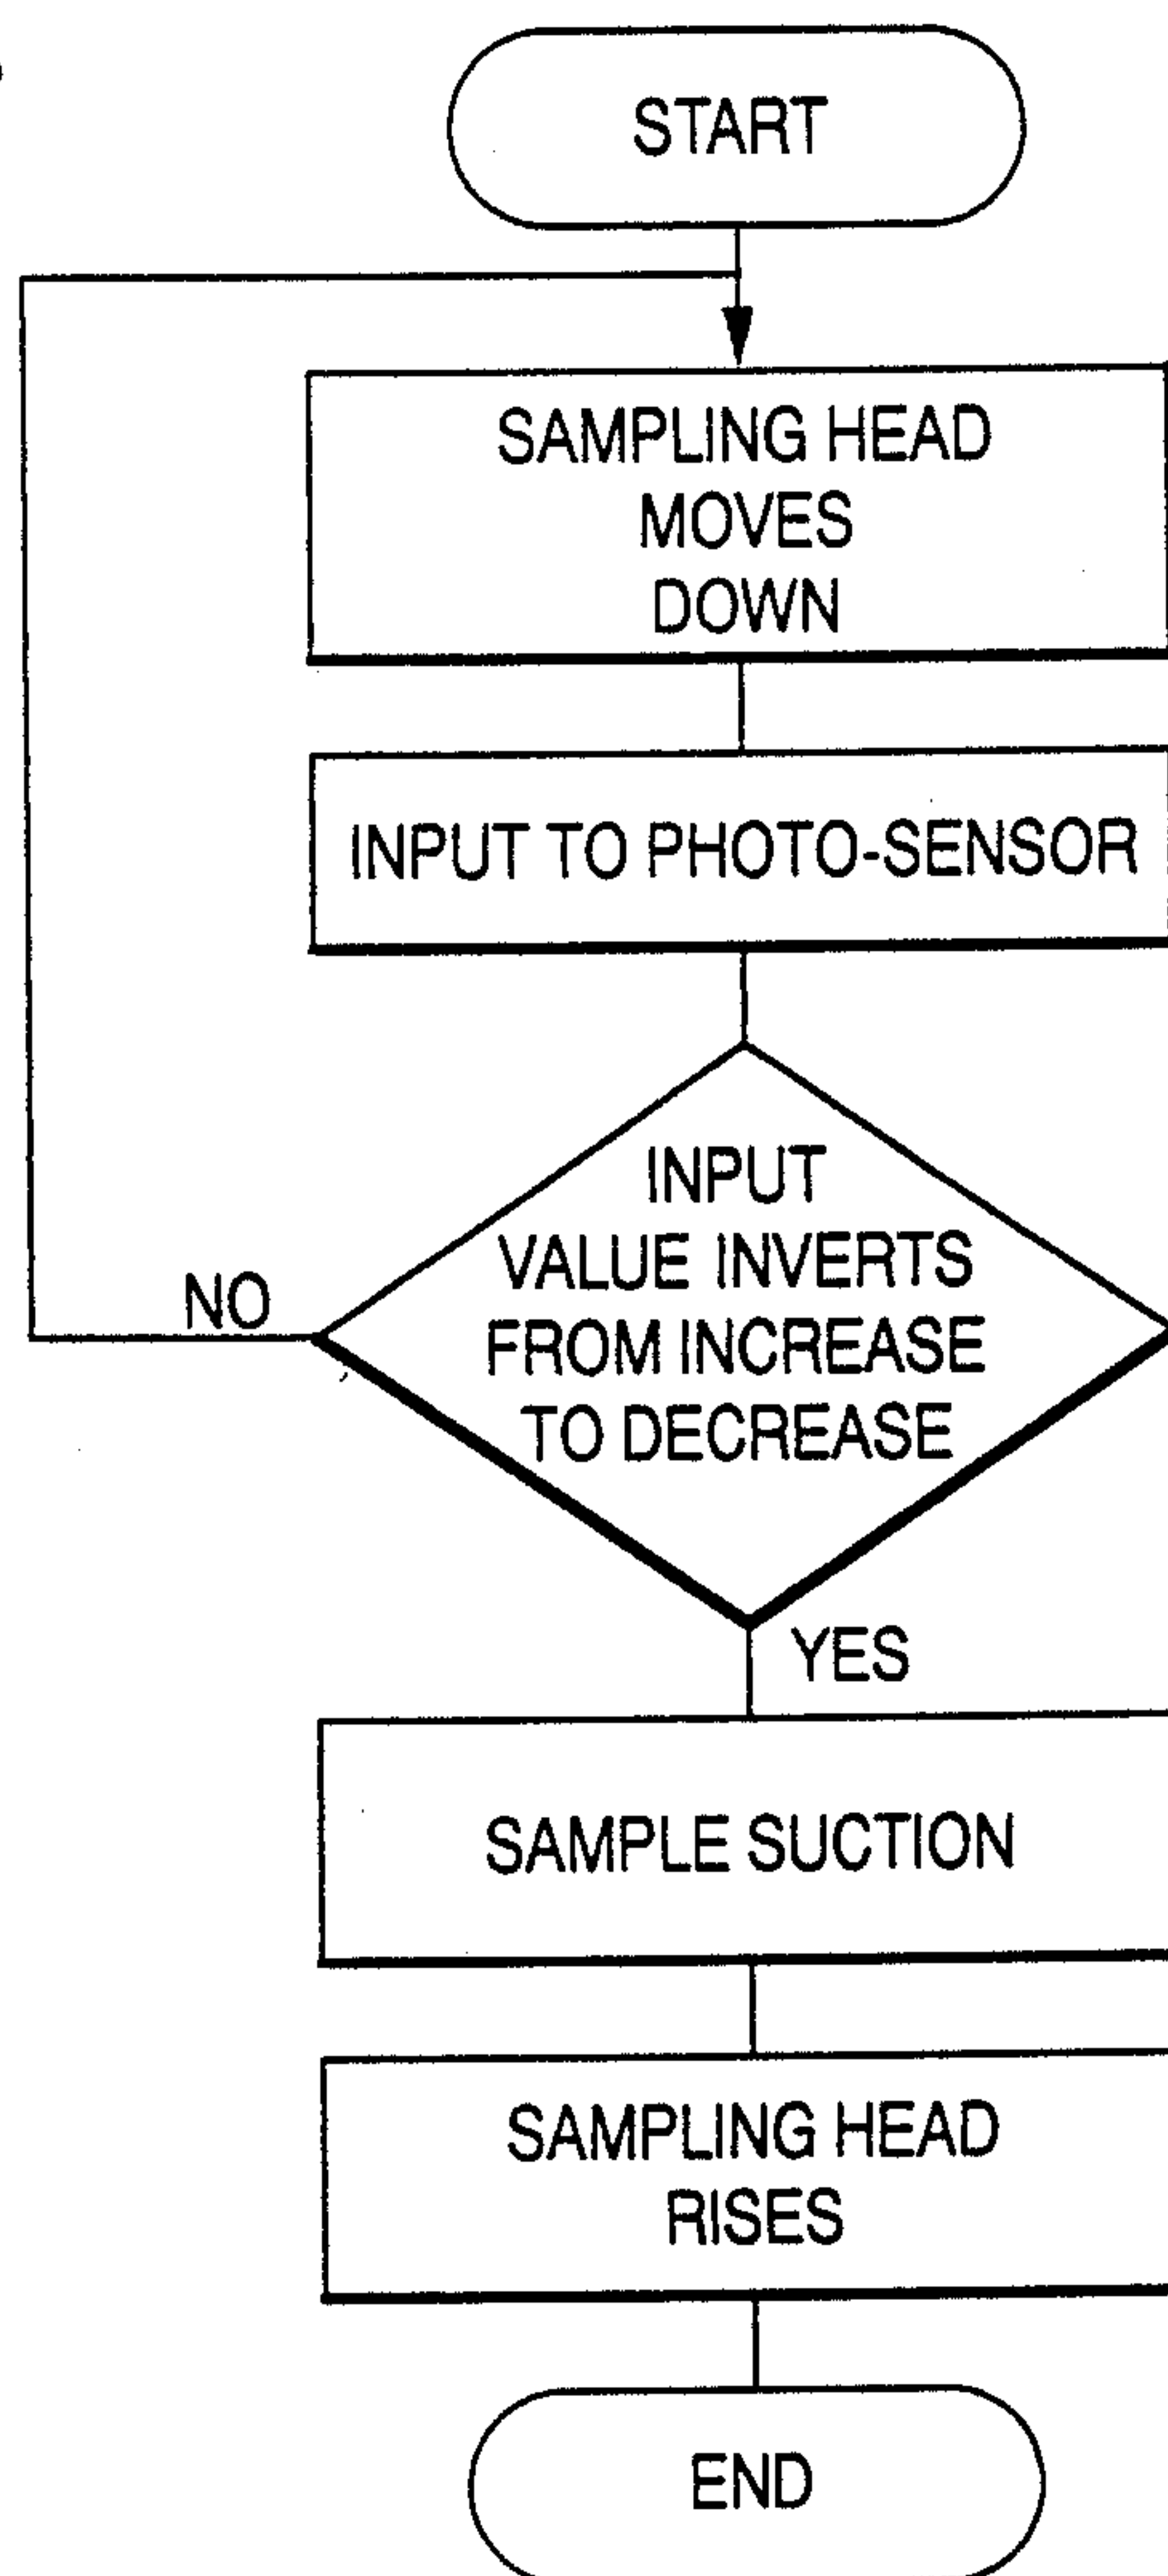 START
SAMPLING HEAD
MOVES
DOWN
INPUT TO PHOTO-SENSOR
INPUT
VALUE INVERTS
FROM INCREASE
TO DECREASE
NO
YES
SAMPLE SUCTION
SAMPLING HEAD
RISES
END